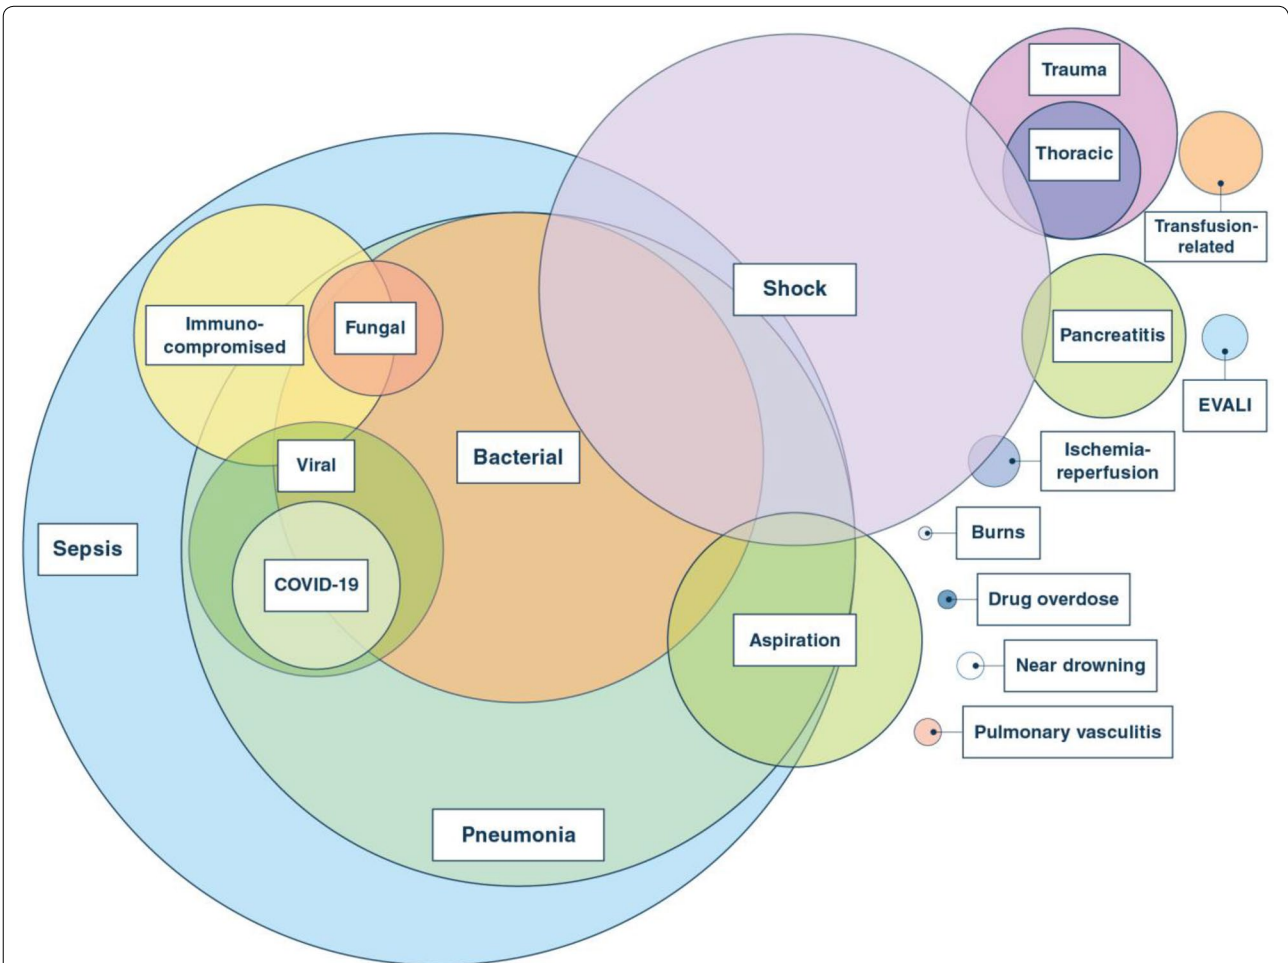 Trauma
Thoracic
Transfusion-
related
Shock
Immuno-
compromised
Fungal
Pancreatitis
EVALI
Viral
Bacterial
Ischemia-
reperfusion
Sepsis
COVID-19
Burns
Drug overdose
Aspiration
Near drowning
Pulmonary vasculitis
Pneumonia